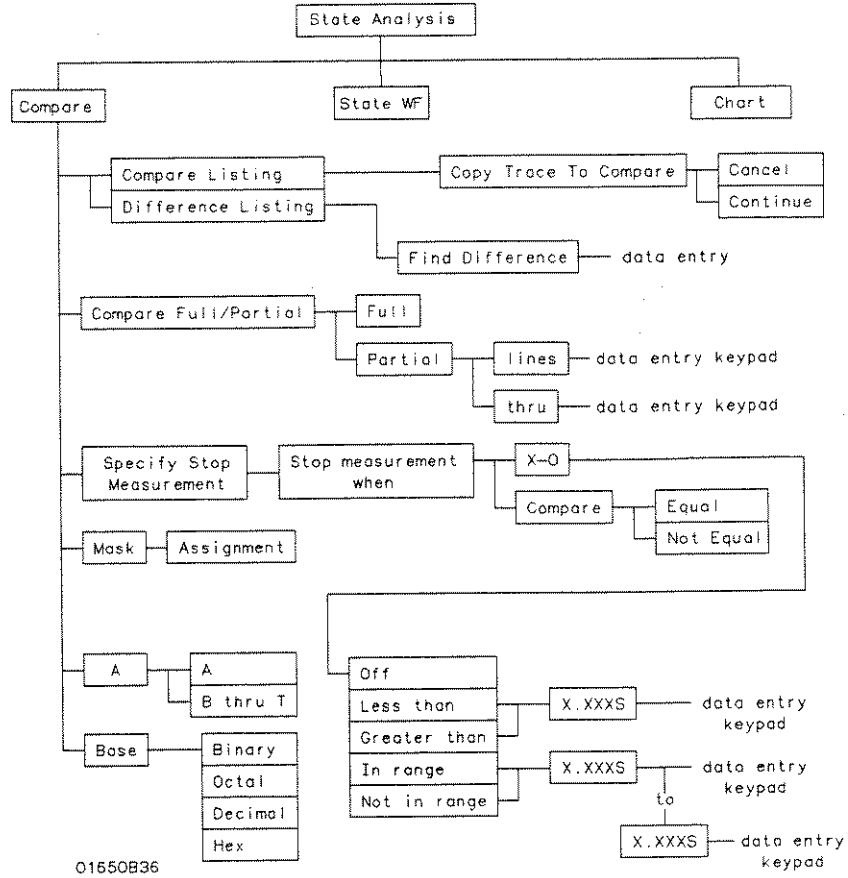 State Analysis
Compare
State WF
Chart
Compare Listing
Copy Trace To Compare
Cancel
Difference Listing
Continue
Find Difference
data entry
Compare Full/Partial
Full
Partial
lines
data entry keypad
thru
data entry keypad
Specify Stop
Measurement
Stop measurement
when
X-O
Compare
Equal
Not Equal
Mask
Assignment
A
A
B thru T
Off
Less than
X.XXXS
data entry
keypad
Greater than
Base
Binary
Octal
Decimal
Hex
In range
X.XXXS
data entry
keypad
Not in range
to
X.XXXS
data entry
keypad
01650B36